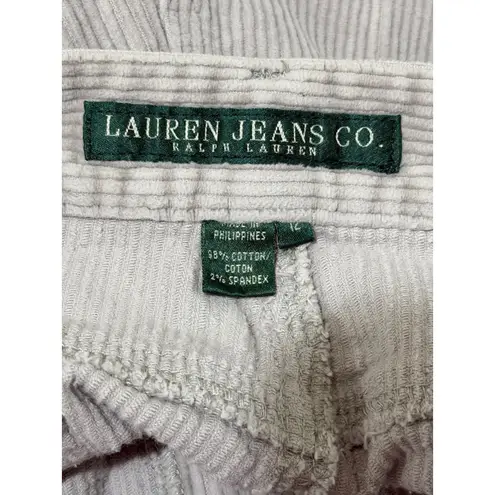 LAUREN JEANS CO.
RALPH LAUREN
MADE IN
PHILIPPINES
98% COTTON/
COTON
2% SPANDEX
12